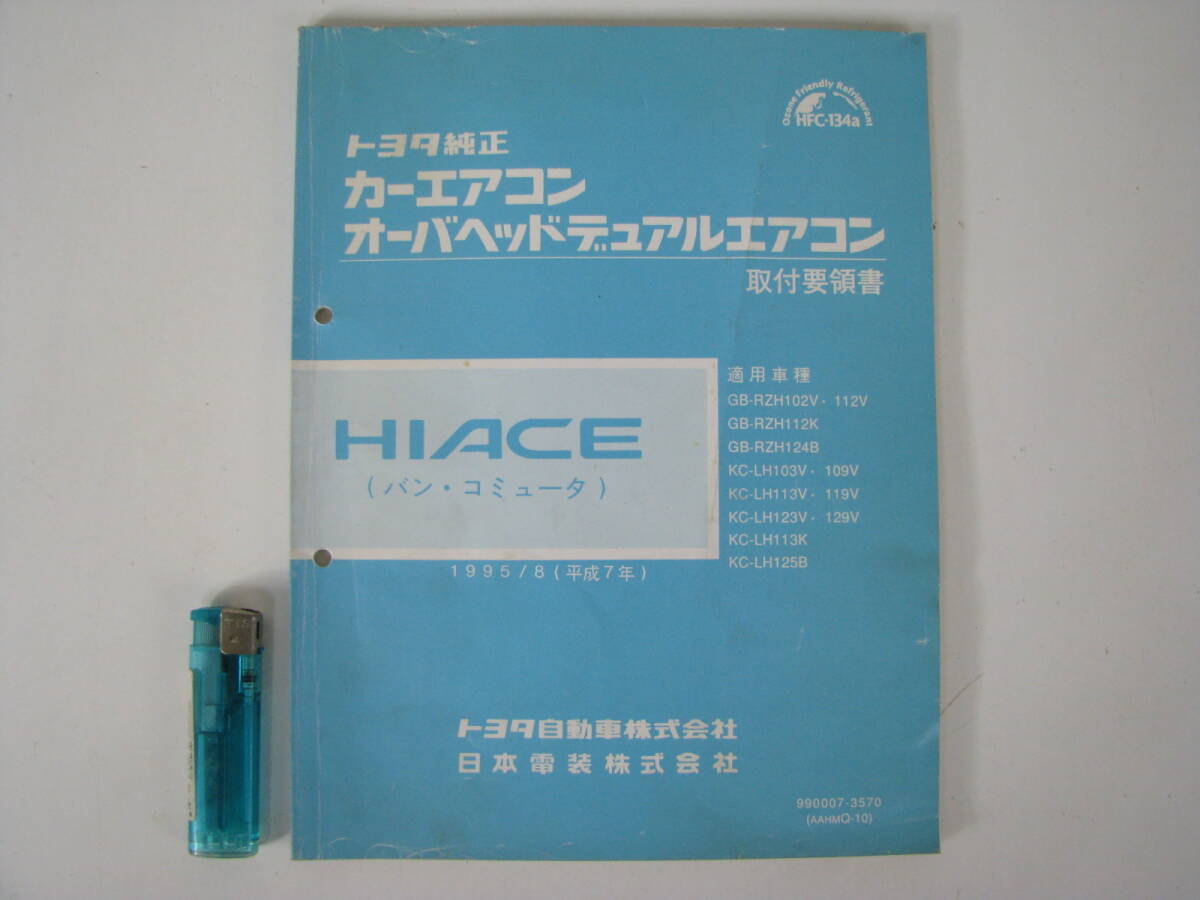 Ozone Friendly Refrigerant
HFC-134a
トヨタ純正
カーエアコン
オーバヘッドデュアルエアコン
取付要領書
適用車種
GB-RZH102V・112V
GB-RZH112K
GB-RZH124B
KC-LH103V・109V
KC-LH113V・119V
KC-LH123V・129V
KC-LH113K
KC-LH125B
HIACE
(バン・コミュータ)
1995/8(平成7年)
トヨタ自動車株式会社
日本電装株式会社
990007-3570
(AAHMQ-10)